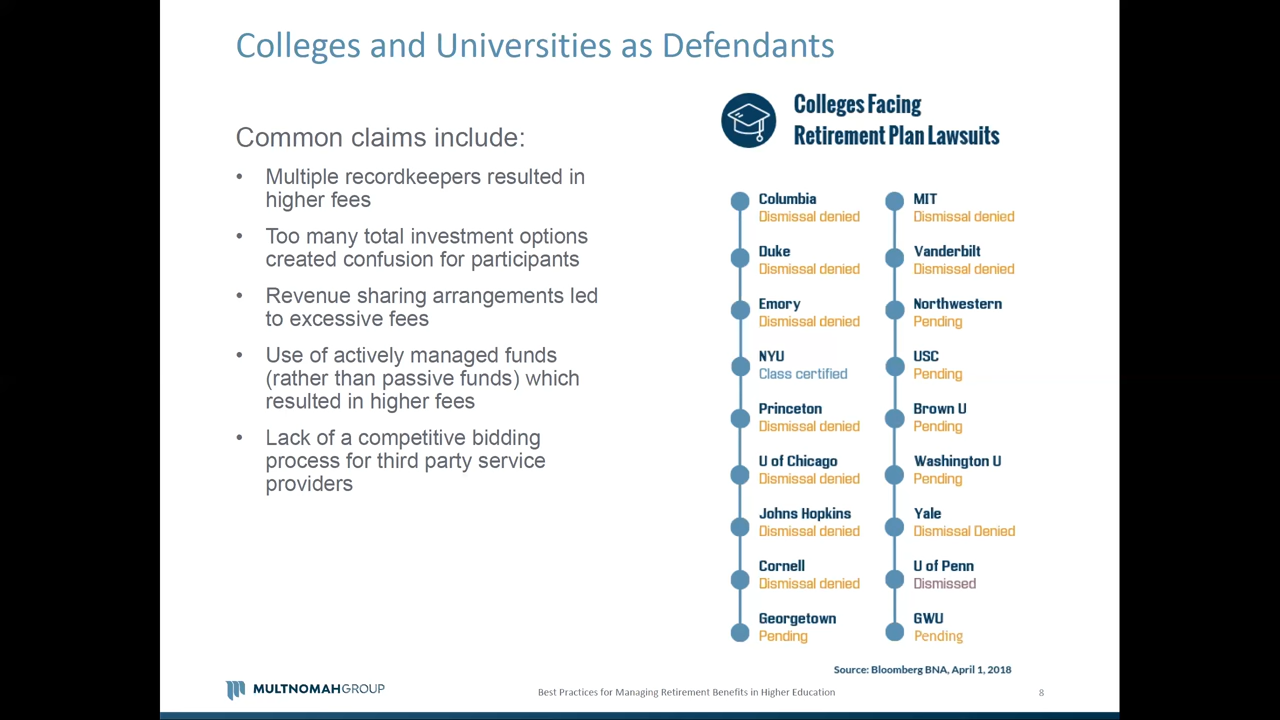 Colleges and Universities as Defendants
Common claims include:
• Multiple recordkeepers resulted in
higher fees
• Too many total investment options
created confusion for participants
• Revenue sharing arrangements led
to excessive fees
• Use of actively managed funds
(rather than passive funds) which
resulted in higher fees
• Lack of a competitive bidding
process for third party service
providers
Colleges Facing
Retirement Plan Lawsuits
Columbia
Dismissal denied
Duke
Dismissal denied
Emory
Dismissal denied
NYU
Class certified
Princeton
Dismissal denied
U of Chicago
Dismissal denied
Johns Hopkins
Dismissal denied
Cornell
Dismissal denied
Georgetown
Pending
MIT
Dismissal denied
Vanderbilt
Dismissal denied
Northwestern
Pending
USC
Pending
Brown U
Pending
Washington U
Pending
Yale
Dismissal Denied
U of Penn
Dismissed
GWU
Pending
Source: Bloomberg BNA, April 1, 2018
MULTNOMAHGROUP
Best Practices for Managing Retirement Benefits in Higher Education
8